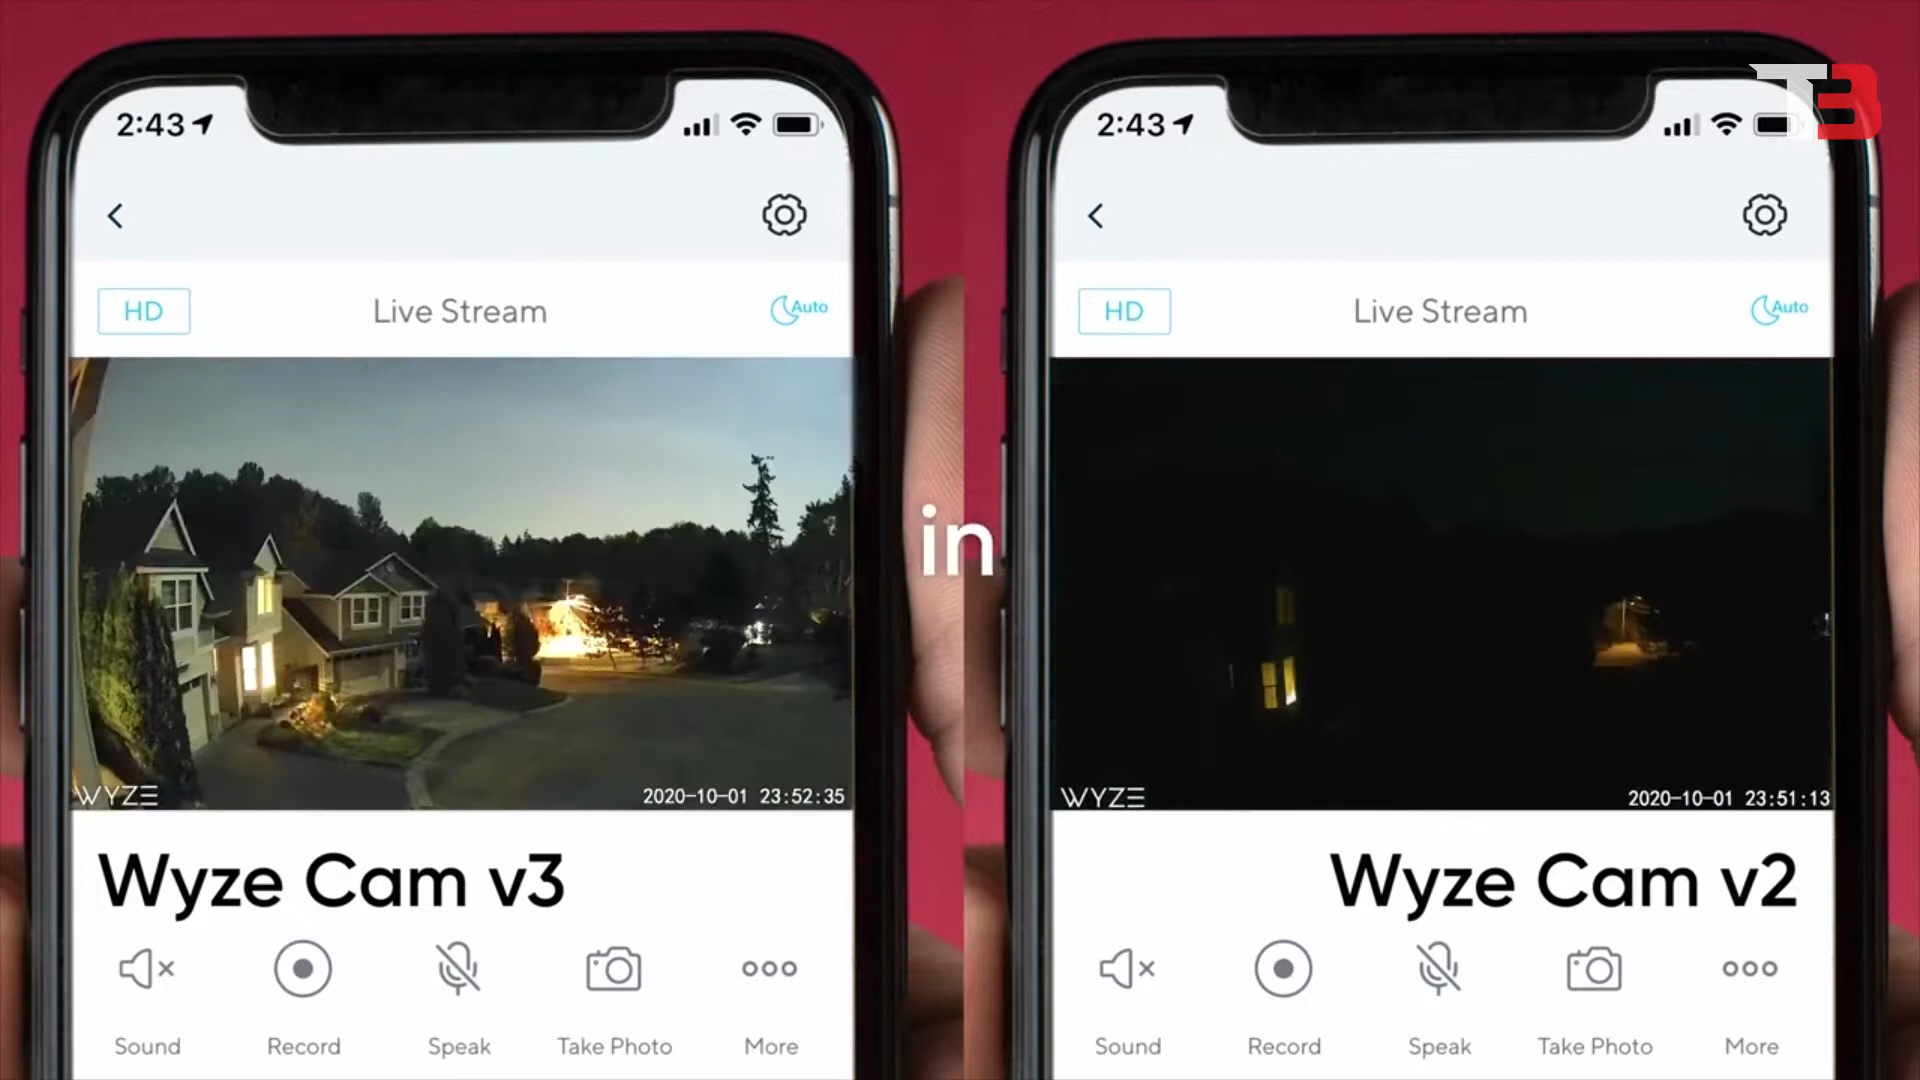 2:43
HD
Live Stream
Auto
WYZE
2020-10-01 23:52:35
Wyze Cam v3
Sound
Record
Speak
Take Photo
More
in
T3
2:43
HD
Live Stream
Auto
WYZE
2020-10-01 23:51:13
Wyze Cam v2
Sound
Record
Speak
Take Photo
More